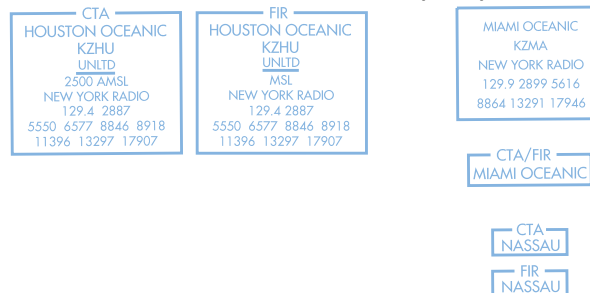 CTA
HOUSTON OCEANIC
KZHU
UNLTD
2500 AMSL
NEW YORK RADIO
129.4 2887
5550 6577 8846 8918
11396 13297 17907
FIR
HOUSTON OCEANIC
KZHU
UNLTD
MSL
NEW YORK RADIO
129.4 2887
5550 6577 8846 8918
11396 13297 17907
MIAMI OCEANIC
KZMA
NEW YORK RADIO
129.9 2899 5616
8864 13291 17946
CTA/FIR
MIAMI OCEANIC
CTA
NASSAU
FIR
NASSAU